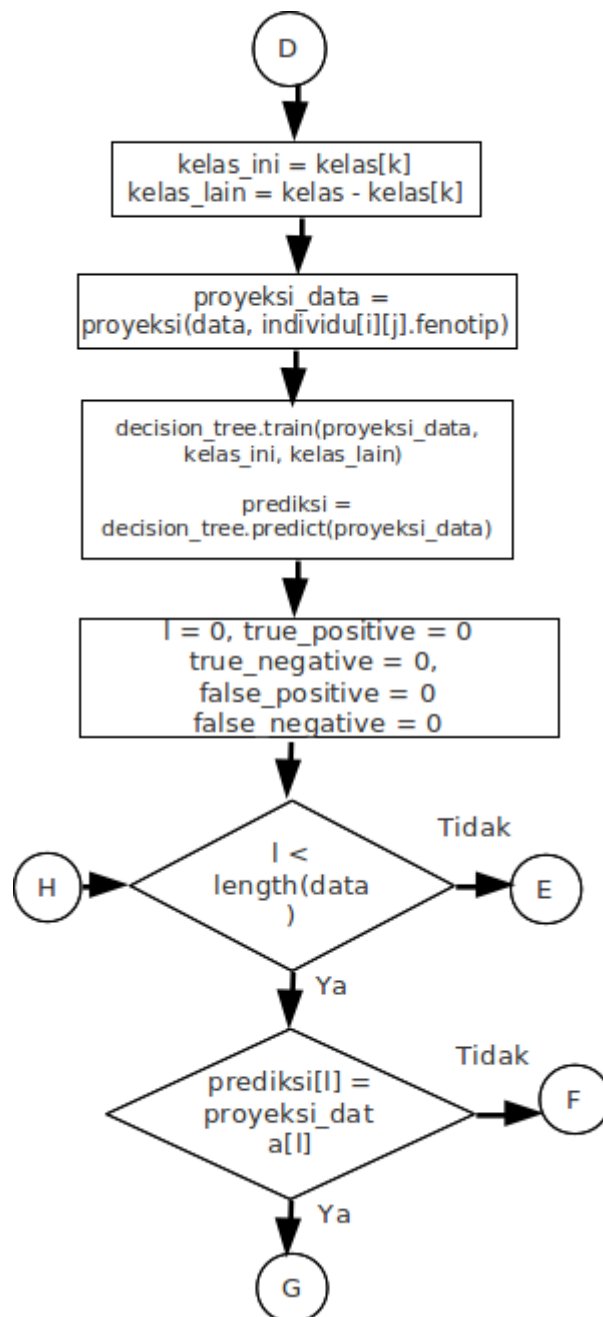 D
kelas_ini = kelas[k]
kelas_lain = kelas - kelas[k]
proyeksi_data =
proyeksi(data, individu[i][j].fenotip)
decision_tree.train(proyeksi_data,
kelas_ini, kelas_lain)
prediksi =
decision_tree.predict(proyeksi_data)
l = 0, true_positive = 0
true_negative = 0,
false_positive = 0
false_negative = 0
H
l <
length(data
)
Tidak
E
Ya
prediksi[l] =
proyeksi_dat
a[l]
Tidak
F
Ya
G